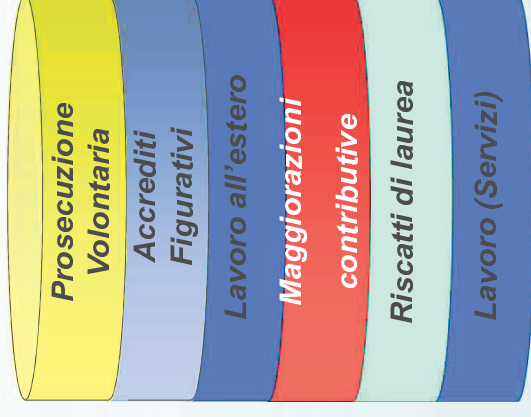 Prosecuzione
Volontaria
Accrediti
Figurativi
Lavoro all'estero
Maggiorazioni
contributive
Riscatti di laurea
Lavoro (Servizi)